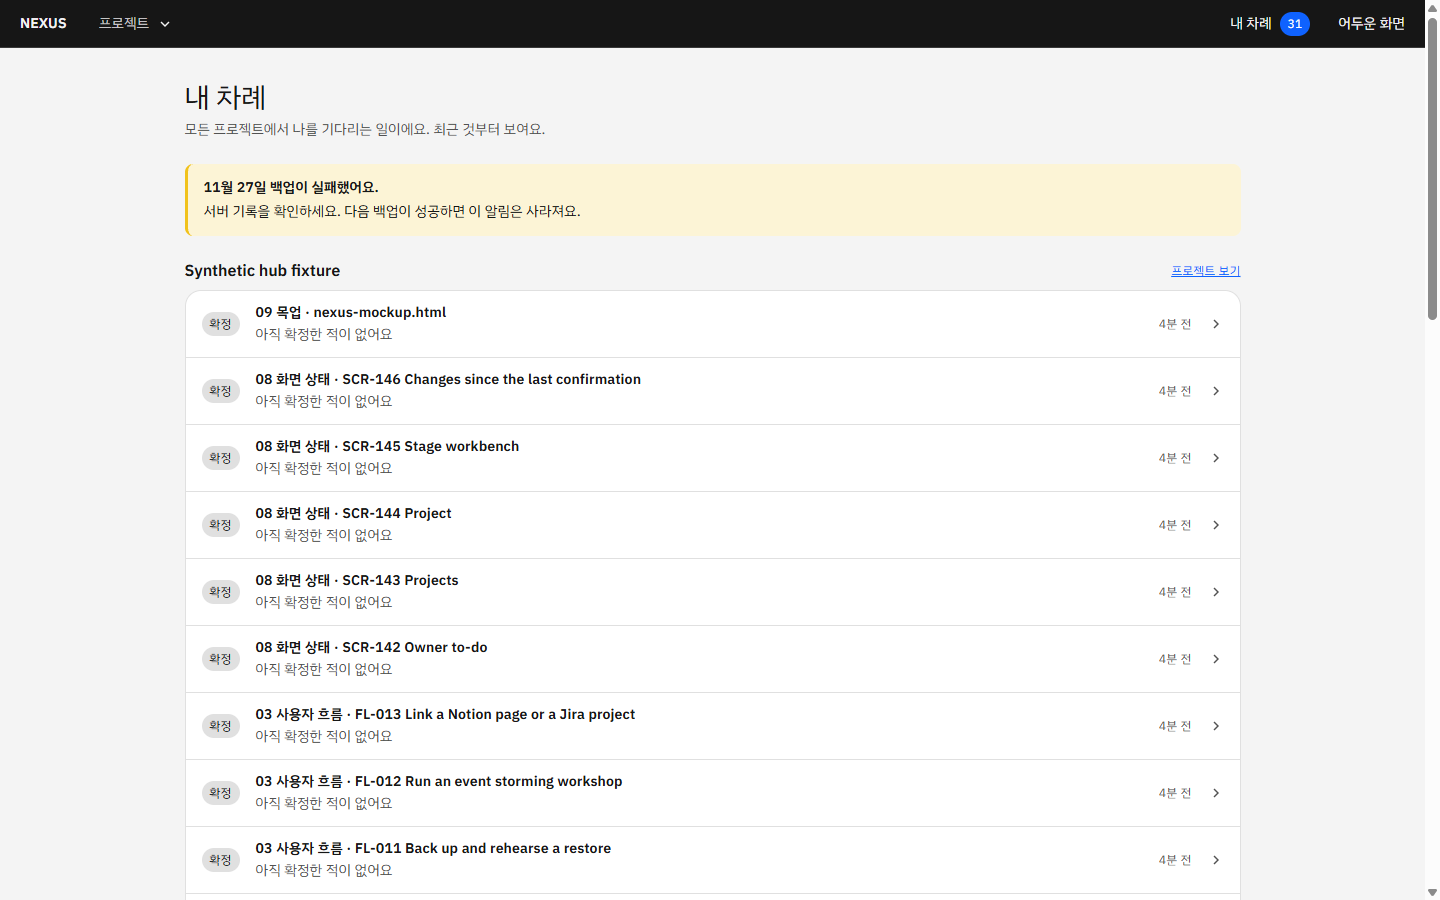 NEXUS
프로젝트
내 차례 31
어두운 화면
내 차례
모든 프로젝트에서 나를 기다리는 일이에요. 최근 것부터 보여요.
11월 27일 백업이 실패했어요.
서버 기록을 확인하세요. 다음 백업이 성공하면 이 알림은 사라져요.
Synthetic hub fixture
프로젝트 보기
확정
09 목업 · nexus-mockup.html
아직 확정한 적이 없어요
4분 전
확정
08 화면 상태 · SCR-146 Changes since the last confirmation
아직 확정한 적이 없어요
4분 전
확정
08 화면 상태 · SCR-145 Stage workbench
아직 확정한 적이 없어요
4분 전
확정
08 화면 상태 · SCR-144 Project
아직 확정한 적이 없어요
4분 전
확정
08 화면 상태 · SCR-143 Projects
아직 확정한 적이 없어요
4분 전
확정
08 화면 상태 · SCR-142 Owner to-do
아직 확정한 적이 없어요
4분 전
확정
03 사용자 흐름 · FL-013 Link a Notion page or a Jira project
아직 확정한 적이 없어요
4분 전
확정
03 사용자 흐름 · FL-012 Run an event storming workshop
아직 확정한 적이 없어요
4분 전
확정
03 사용자 흐름 · FL-011 Back up and rehearse a restore
아직 확정한 적이 없어요
4분 전